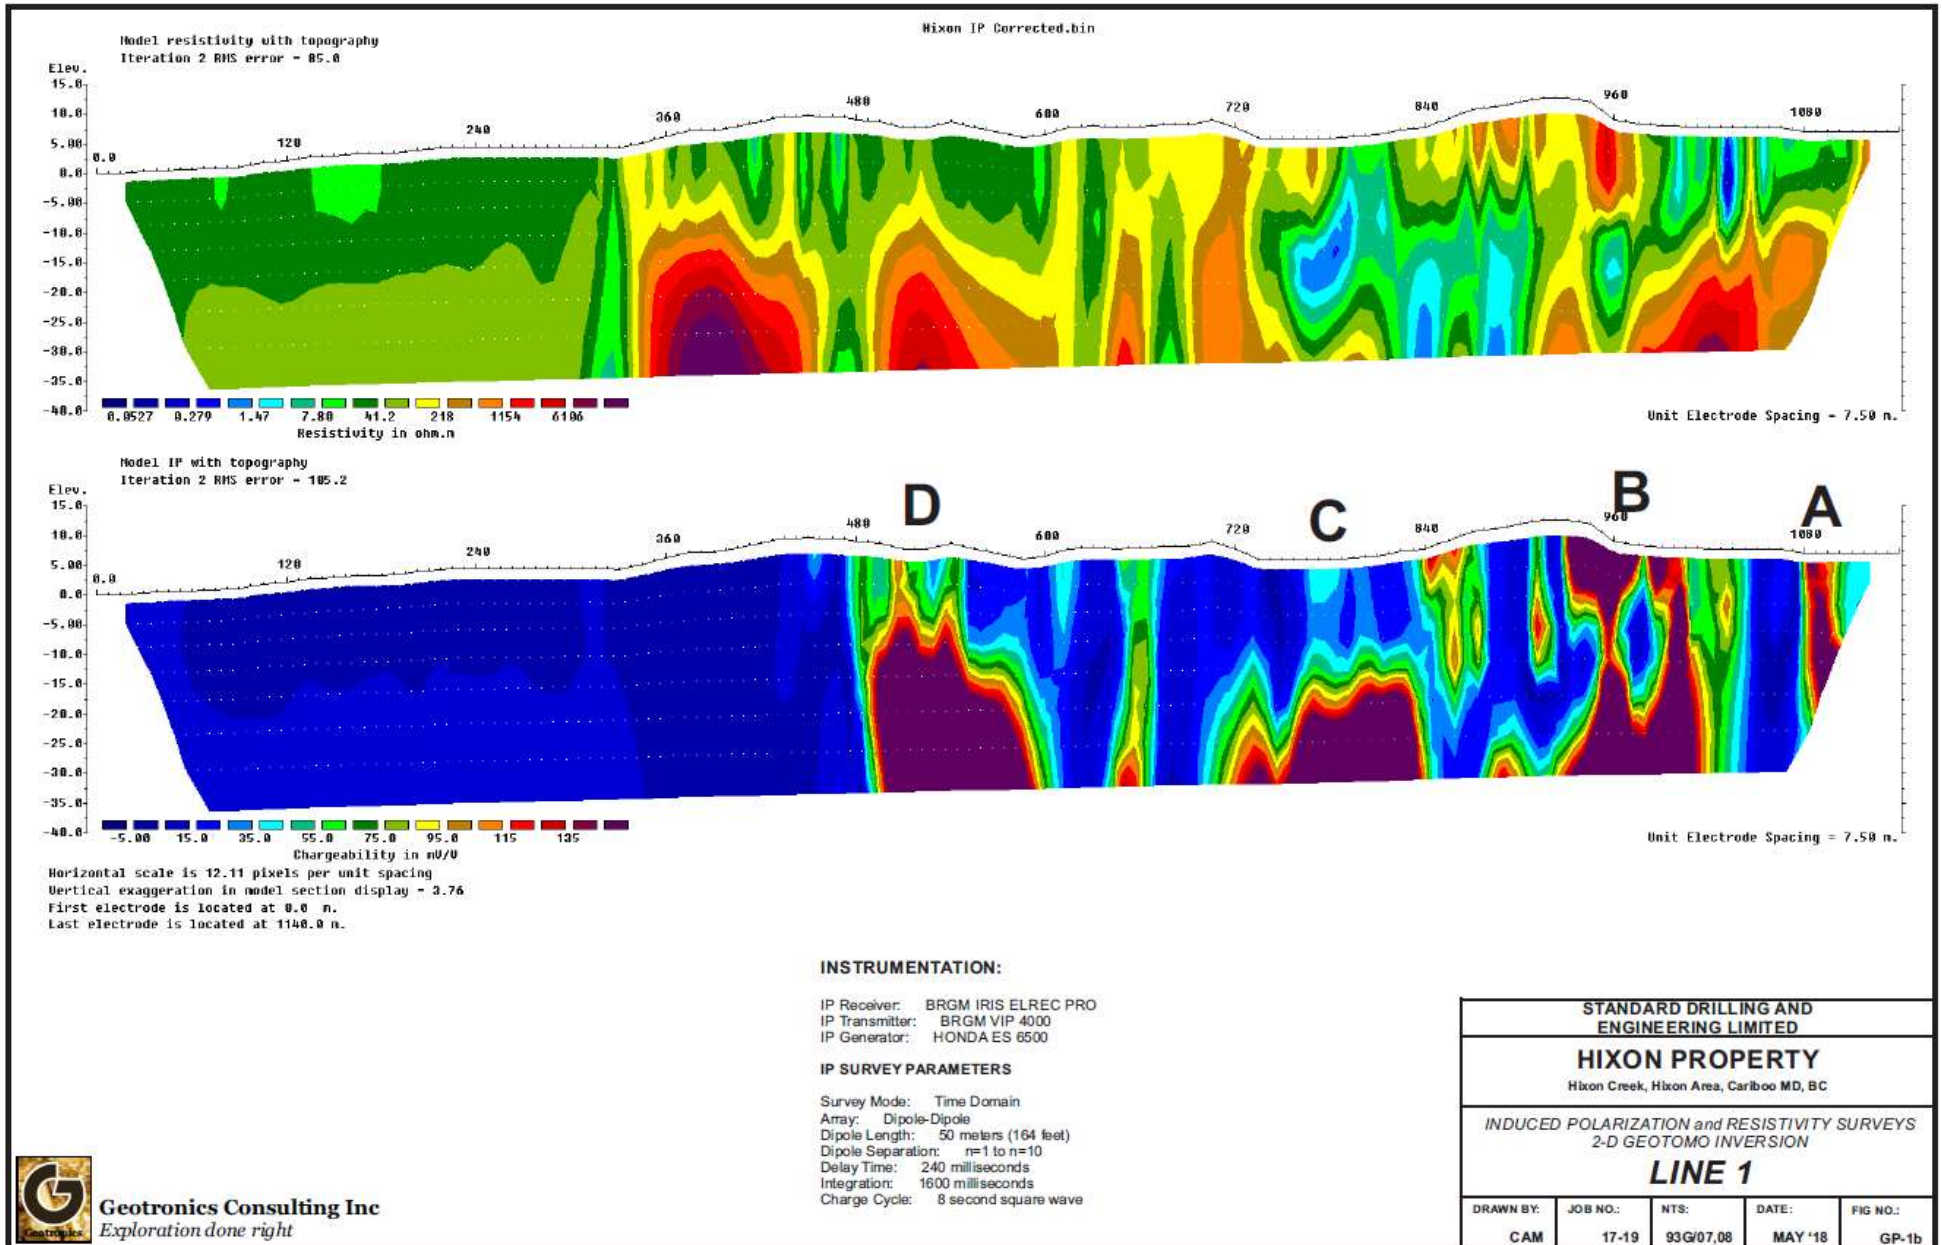 Hixon IP Corrected.bin
Model resistivity with topography
Iteration 2 RMS error = 85.0
Elev.
15.0
10.0
5.00
0.0
-5.00
-10.0
-15.0
-20.0
-25.0
-30.0
-35.0
-40.0
0.0 120 240 360 480 600 720 840 960 1080
0.0527 0.279 1.47 7.80 41.2 218 1154 6106
Resistivity in ohm.m
Unit Electrode Spacing = 7.50 m.
Model IP with topography
Iteration 2 RMS error = 105.2
Elev.
15.0
10.0
5.00
0.0
-5.00
-10.0
-15.0
-20.0
-25.0
-30.0
-35.0
-40.0
D C B A
0.0 120 240 360 480 600 720 840 960 1080
-5.00 15.0 35.0 55.0 75.0 95.0 115 135
Chargeability in mV/V
Unit Electrode Spacing = 7.50 m.
Horizontal scale is 12.11 pixels per unit spacing
Vertical exaggeration in model section display = 3.76
First electrode is located at 0.0 m.
Last electrode is located at 1140.0 m.
INSTRUMENTATION:
IP Receiver: BRGM IRIS ELREC PRO
IP Transmitter: BRGM VIP 4000
IP Generator: HONDA ES 6500
IP SURVEY PARAMETERS
Survey Mode: Time Domain
Array: Dipole-Dipole
Dipole Length: 50 meters (164 feet)
Dipole Separation: n=1 to n=10
Delay Time: 240 milliseconds
Integration: 1600 milliseconds
Charge Cycle: 8 second square wave
STANDARD DRILLING AND
ENGINEERING LIMITED
HIXON PROPERTY
Hixon Creek, Hixon Area, Cariboo MD, BC
INDUCED POLARIZATION and RESISTIVITY SURVEYS
2-D GEOTOMO INVERSION
LINE 1
DRAWN BY: JOB NO.: NTS: DATE: FIG NO.:
CAM 17-19 93G/07,08 MAY '18 GP-1b
Geotronics
Geotronics Consulting Inc
Exploration done right